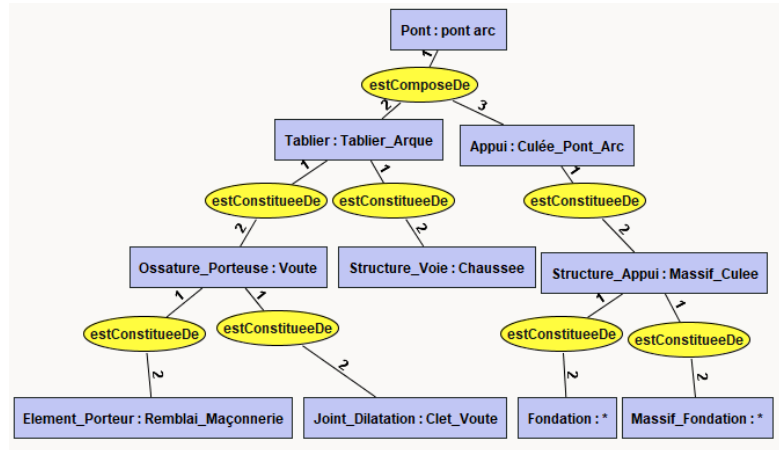 Pont : pont arc
1
estComposeDe
2
3
Tablier : Tablier_Arque
Appui : Culée_Pont_Arc
1
1
1
estConstitueeDe
estConstitueeDe
estConstitueeDe
2
2
2
Ossature_Porteuse : Voute
Structure_Voie : Chaussee
Structure_Appui : Massif_Culee
1
1
1
1
estConstitueeDe
estConstitueeDe
estConstitueeDe
estConstitueeDe
2
2
2
2
Element_Porteur : Remblai_Maçonnerie
Joint_Dilatation : Clet_Voute
Fondation : *
Massif_Fondation : *